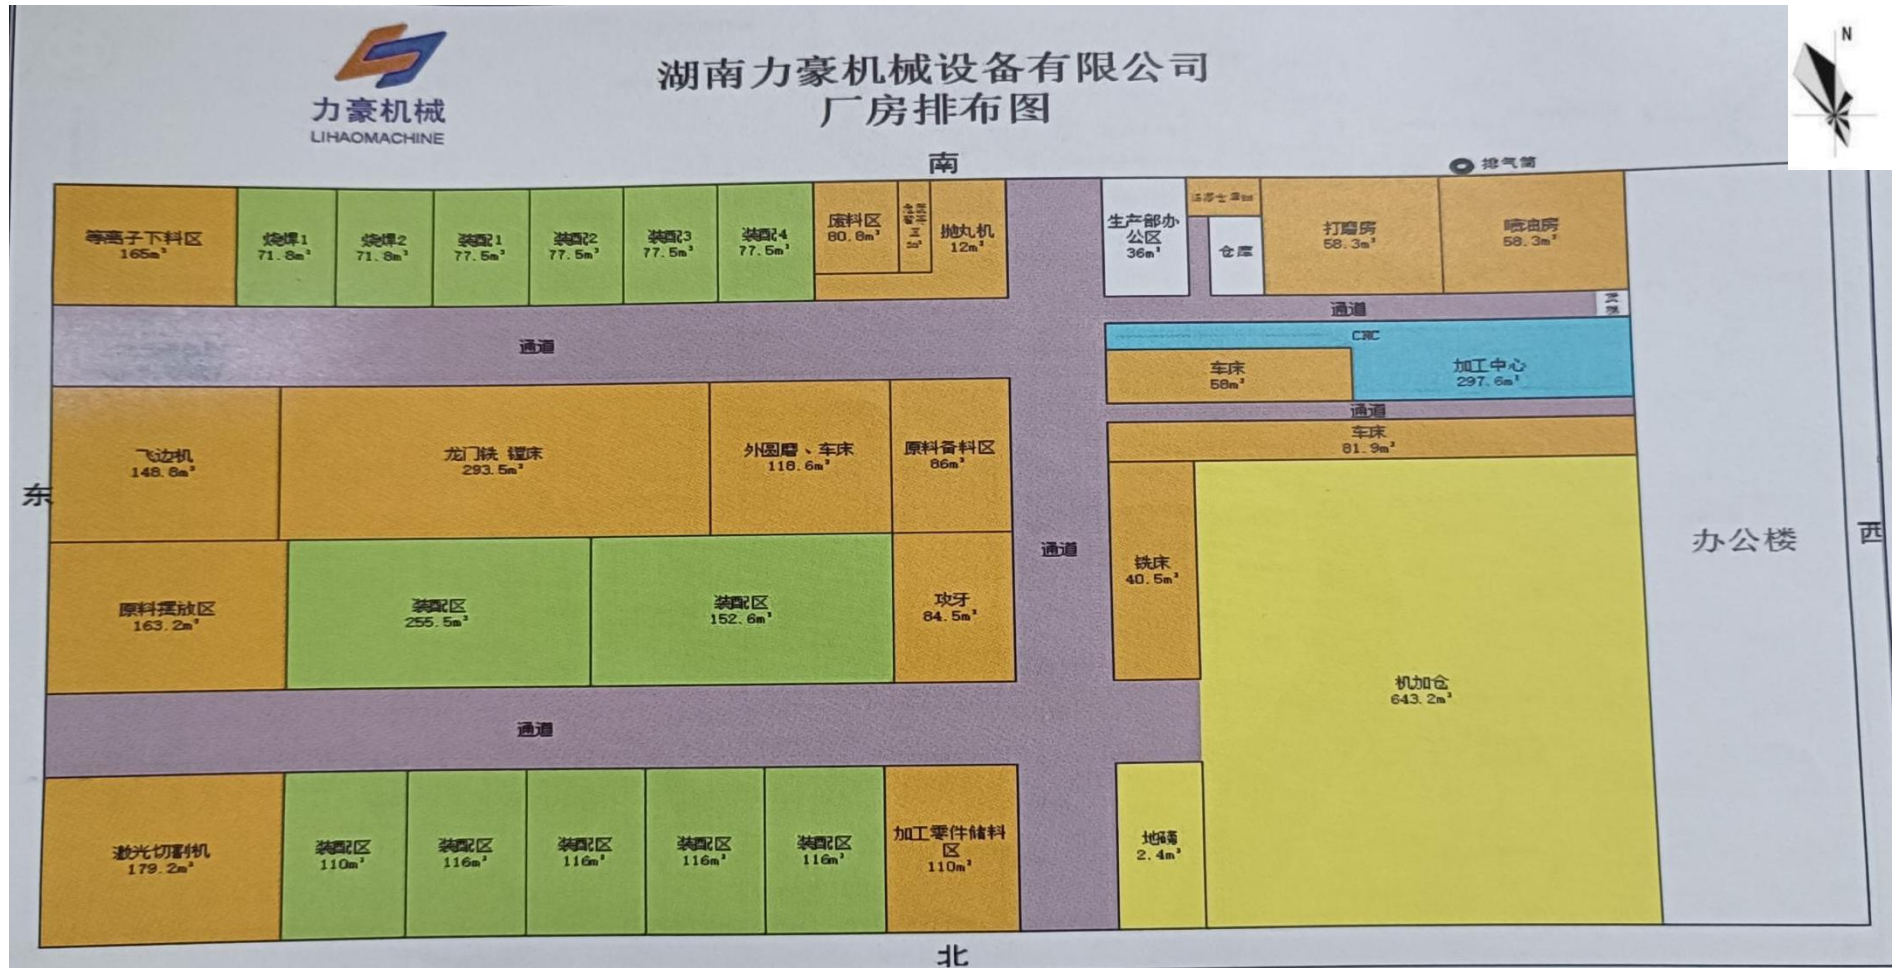 力豪机械
LIHAOMACHINE
湖南力豪机械设备有限公司
厂房排布图
N
南
排气筒
等离子下料区
165m²
烧焊1
71.8m²
烧焊2
71.8m²
装配1
77.5m²
装配2
77.5m²
装配3
77.5m²
装配4
77.5m²
废料区
80.8m²
抛丸机
12m²
生产部办
公区
36m²
仓库
打磨房
58.3m²
喷油房
58.3m²
通道
通道
CNC
车床
58m²
加工中心
297.6m²
通道
车床
81.9m²
东
飞边机
148.8m²
龙门铣 镗床
293.5m²
外圆磨、车床
118.6m²
原料备料区
86m²
通道
铣床
40.5m²
办公楼
西
原料摆放区
163.2m²
装配区
255.5m²
装配区
152.6m²
攻牙
84.5m²
机加仓
643.2m²
通道
激光切割机
179.2m²
装配区
110m²
装配区
116m²
装配区
116m²
装配区
116m²
装配区
116m²
加工零件储料
区
110m²
地磅
2.4m²
北